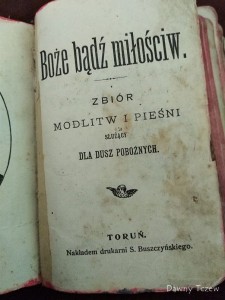 Boże bądź miłościw.
ZBIÓR
MODLITW I PIEŚNI
SŁUŻĄCY
DLA DUSZ POBOŻNYCH.
TORUŃ.
Nakładem drukarni S. Buszczyńskiego.
Dawny Tczew